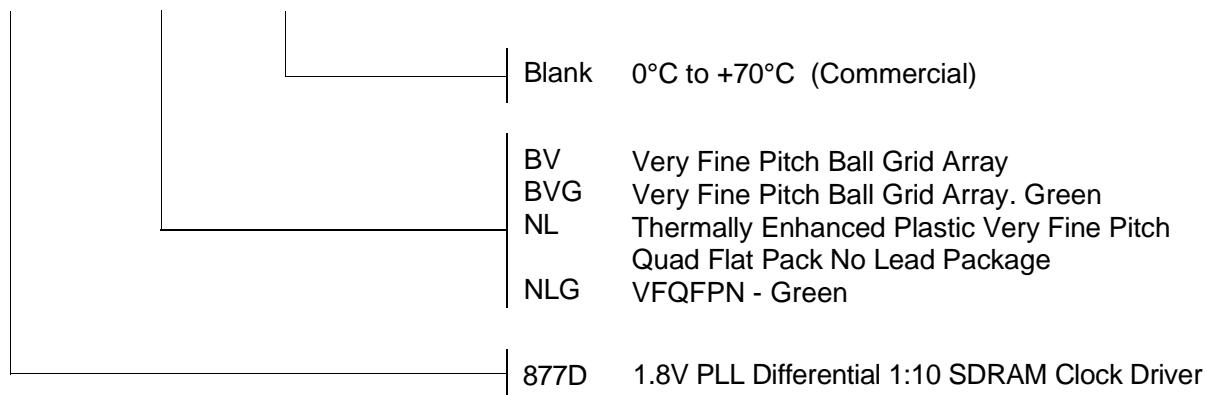 Blank 0°C to +70°C (Commercial)
BV Very Fine Pitch Ball Grid Array
BVG Very Fine Pitch Ball Grid Array. Green
NL Thermally Enhanced Plastic Very Fine Pitch
Quad Flat Pack No Lead Package
NLG VFQFPN - Green
877D 1.8V PLL Differential 1:10 SDRAM Clock Driver